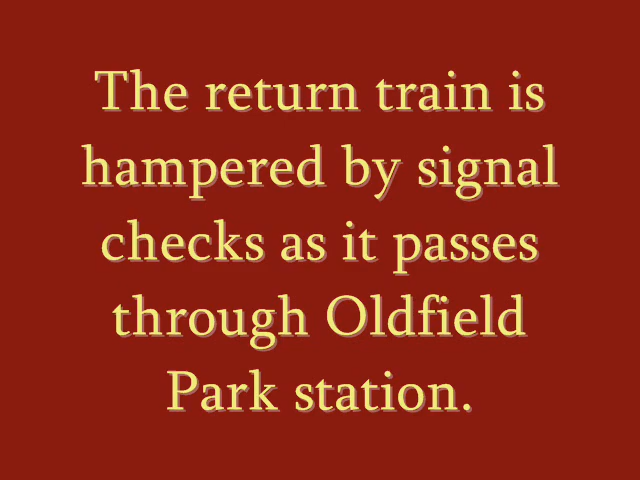 The return train is
hampered by signal
checks as it passes
through Oldfield
Park station.